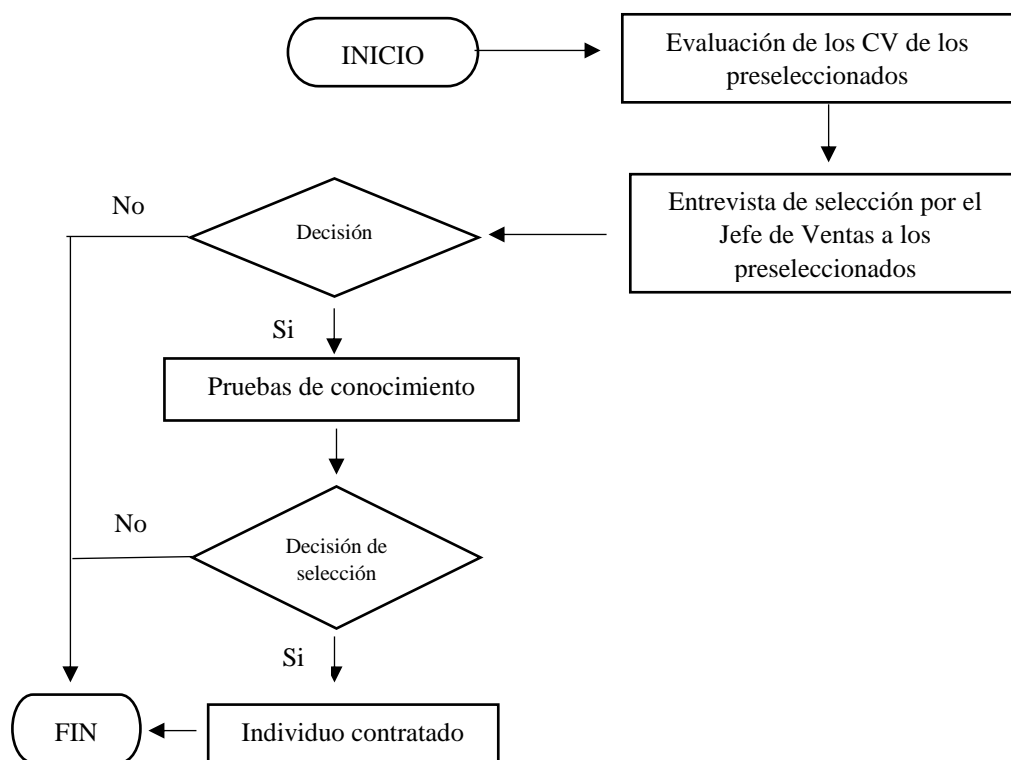 INICIO
Evaluación de los CV de los
preseleccionados
Entrevista de selección por el
Jefe de Ventas a los
preseleccionados
No
Decisión
Si
Pruebas de conocimiento
No
Decisión de
selección
Si
FIN
Individuo contratado